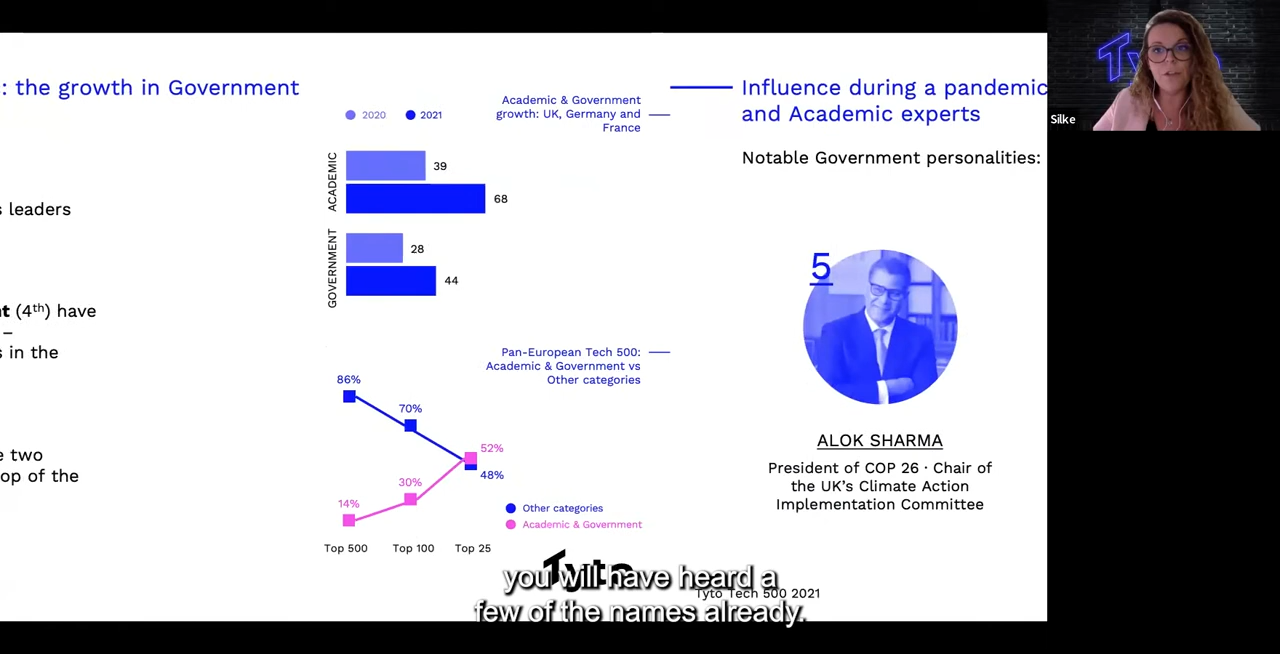 : the growth in Government
s leaders
t (4th) have
–
s in the
e two
op of the
2020
2021
Academic & Government
growth: UK, Germany and
France
ACADEMIC
39
68
GOVERNMENT
28
44
Pan-European Tech 500:
Academic & Government vs
Other categories
86%
70%
52%
48%
30%
14%
Other categories
Academic & Government
Top 500
Top 100
Top 25
Influence during a pandemic
and Academic experts
Notable Government personalities:
5
ALOK SHARMA
President of COP 26 · Chair of
the UK's Climate Action
Implementation Committee
Tyto
Tyto Tech 500 2021
you will have heard a
few of the names already.
Tyto
Silke